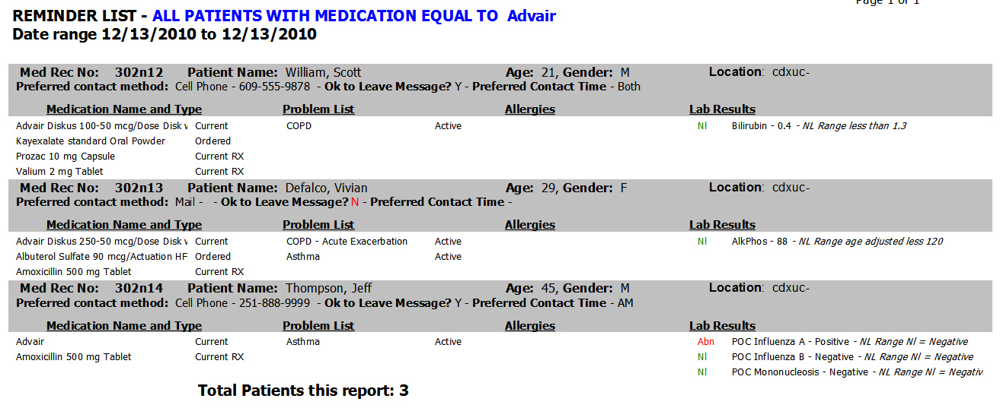 Page 1 of 1
REMINDER LIST - ALL PATIENTS WITH MEDICATION EQUAL TO Advair
Date range 12/13/2010 to 12/13/2010
Med Rec No: 302n12 Patient Name: William, Scott Age: 21, Gender: M Location: cdxuc-
Preferred contact method: Cell Phone - 609-555-9878 - Ok to Leave Message? Y - Preferred Contact Time - Both
Medication Name and Type Problem List Allergies Lab Results
Advair Diskus 100-50 mcg/Dose Disk Current COPD Active Nl Bilirubin - 0.4 - NL Range less than 1.3
Kayexalate standard Oral Powder Ordered
Prozac 10 mg Capsule Current RX
Valium 2 mg Tablet Current RX
Med Rec No: 302n13 Patient Name: Defalco, Vivian Age: 29, Gender: F Location: cdxuc-
Preferred contact method: Mail - - Ok to Leave Message? N - Preferred Contact Time -
Medication Name and Type Problem List Allergies Lab Results
Advair Diskus 250-50 mcg/Dose Disk Current COPD - Acute Exacerbation Active Nl AlkPhos - 88 - NL Range age adjusted less 120
Albuterol Sulfate 90 mcg/Actuation HF Ordered Asthma Active
Amoxicillin 500 mg Tablet Current RX
Med Rec No: 302n14 Patient Name: Thompson, Jeff Age: 45, Gender: M Location: cdxuc-
Preferred contact method: Cell Phone - 251-888-9999 - Ok to Leave Message? Y - Preferred Contact Time - AM
Medication Name and Type Problem List Allergies Lab Results
Advair Current Asthma Active Abn POC Influenza A - Positive - NL Range Nl = Negative
Amoxicillin 500 mg Tablet Current RX Nl POC Influenza B - Negative - NL Range Nl = Negative
Nl POC Mononucleosis - Negative - NL Range Nl = Negativ
Total Patients this report: 3